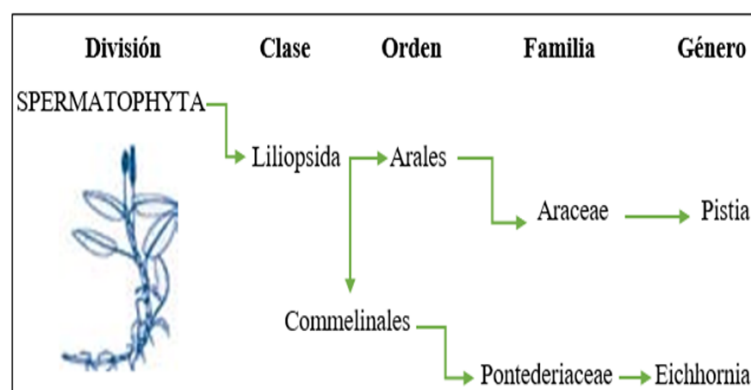 División Clase Orden Familia Género
SPERMATOPHYTA
Liliopsida Arales
Araceae Pistia
Commelinales
Pontederiaceae Eichhornia